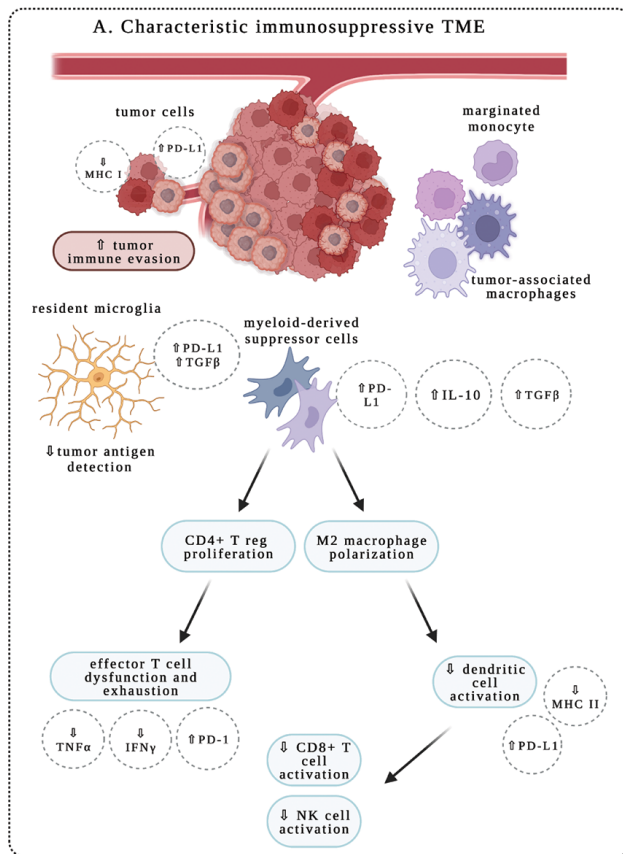 A. Characteristic immunosuppressive TME
tumor cells
⇧PD-L1
⇩
MHC I
⇧ tumor
immune evasion
marginated
monocyte
tumor-associated
macrophages
resident microglia
⇧PD-L1
⇧TGFβ
⇩tumor antigen
detection
myeloid-derived
suppressor cells
⇧PD-
L1
⇧IL-10
⇧TGFβ
CD4+ T reg
proliferation
M2 macrophage
polarization
effector T cell
dysfunction and
exhaustion
⇩
TNFα
⇩
IFNγ
⇧PD-1
⇩ dendritic
cell
activation
⇩
MHC II
⇧PD-L1
⇩ CD8+ T
cell
activation
⇩ NK cell
activation